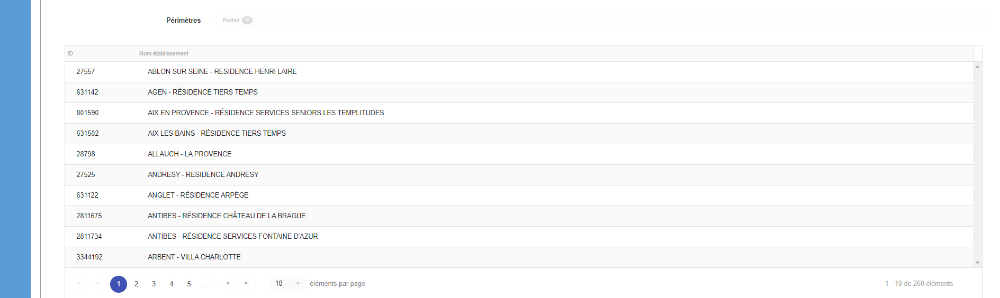 Périmètres Portail
ID Nom établissement
27557 ABLON SUR SEINE - RESIDENCE HENRI LAIRE
631142 AGEN - RÉSIDENCE TIERS TEMPS
801590 AIX EN PROVENCE - RÉSIDENCE SERVICES SENIORS LES TEMPLITUDES
631502 AIX LES BAINS - RÉSIDENCE TIERS TEMPS
28798 ALLAUCH - LA PROVENCE
27525 ANDRESY - RESIDENCE ANDRESY
631122 ANGLET - RÉSIDENCE ARPÈGE
2811675 ANTIBES - RÉSIDENCE CHÂTEAU DE LA BRAGUE
2811734 ANTIBES - RÉSIDENCE SERVICES FONTAINE D'AZUR
3344192 ARBENT - VILLA CHARLOTTE
1 2 3 4 5 ... 10 éléments par page 1 - 10 de 260 éléments